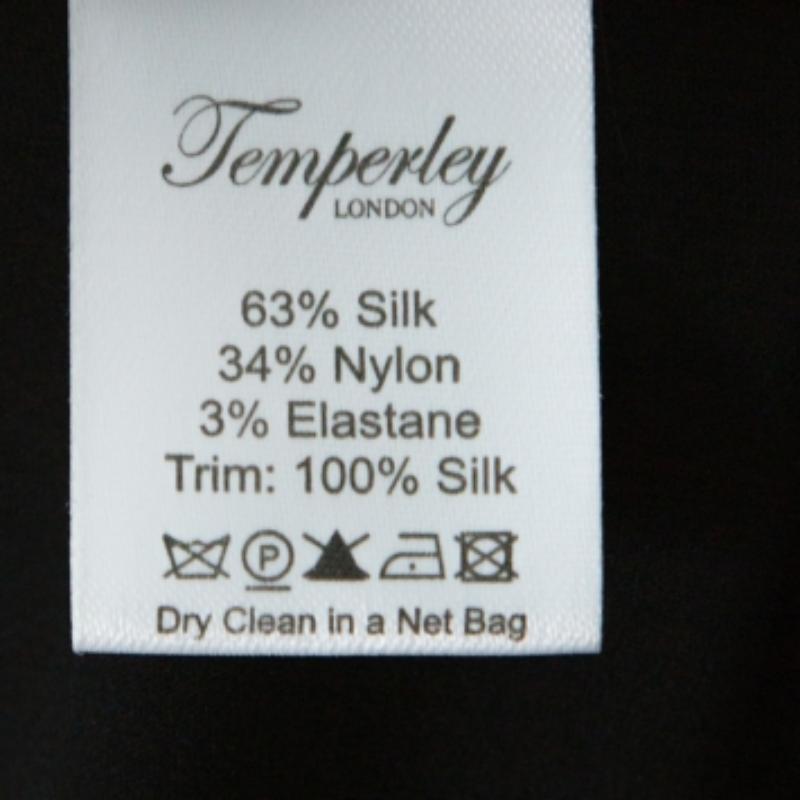 Temperley
LONDON
63% Silk
34% Nylon
3% Elastane
Trim: 100% Silk
P
Dry Clean in a Net Bag